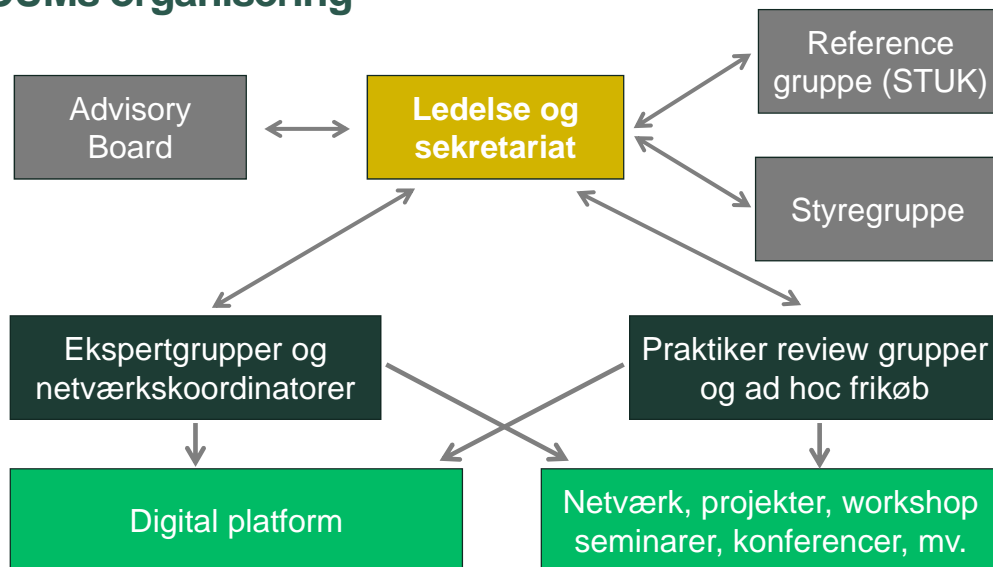 organisering
Reference
gruppe (STUK)
Advisory
Board
Ledelse og
sekretariat
Styregruppe
Ekspertgrupper og
netværkskoordinatorer
Praktiker review grupper
og ad hoc frikøb
Digital platform
Netværk, projekter, workshop
seminarer, konferencer, mv.